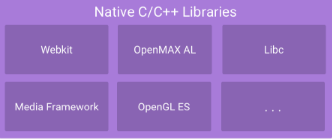 Native C/C++ Libraries
Webkit
OpenMAX AL
Libc
Media Framework
OpenGL ES
...